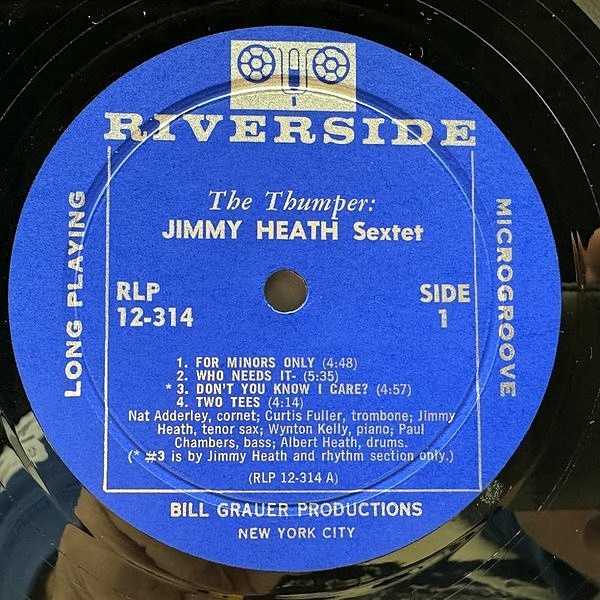 RIVERSIDE
The Thumper:
JIMMY HEATH Sextet
LONG PLAYING
MICROGROOVE
RLP
12-314
SIDE
1
1. FOR MINORS ONLY (4:48)
2. WHO NEEDS IT- (5:35)
* 3. DON'T YOU KNOW I CARE? (4:57)
4. TWO TEES (4:14)
Nat Adderley, cornet; Curtis Fuller, trombone; Jimmy
Heath, tenor sax; Wynton Kelly, piano; Paul
Chambers, bass; Albert Heath, drums.
(* #3 is by Jimmy Heath and rhythm section only.)
(RLP 12-314 A)
BILL GRAUER PRODUCTIONS
NEW YORK CITY